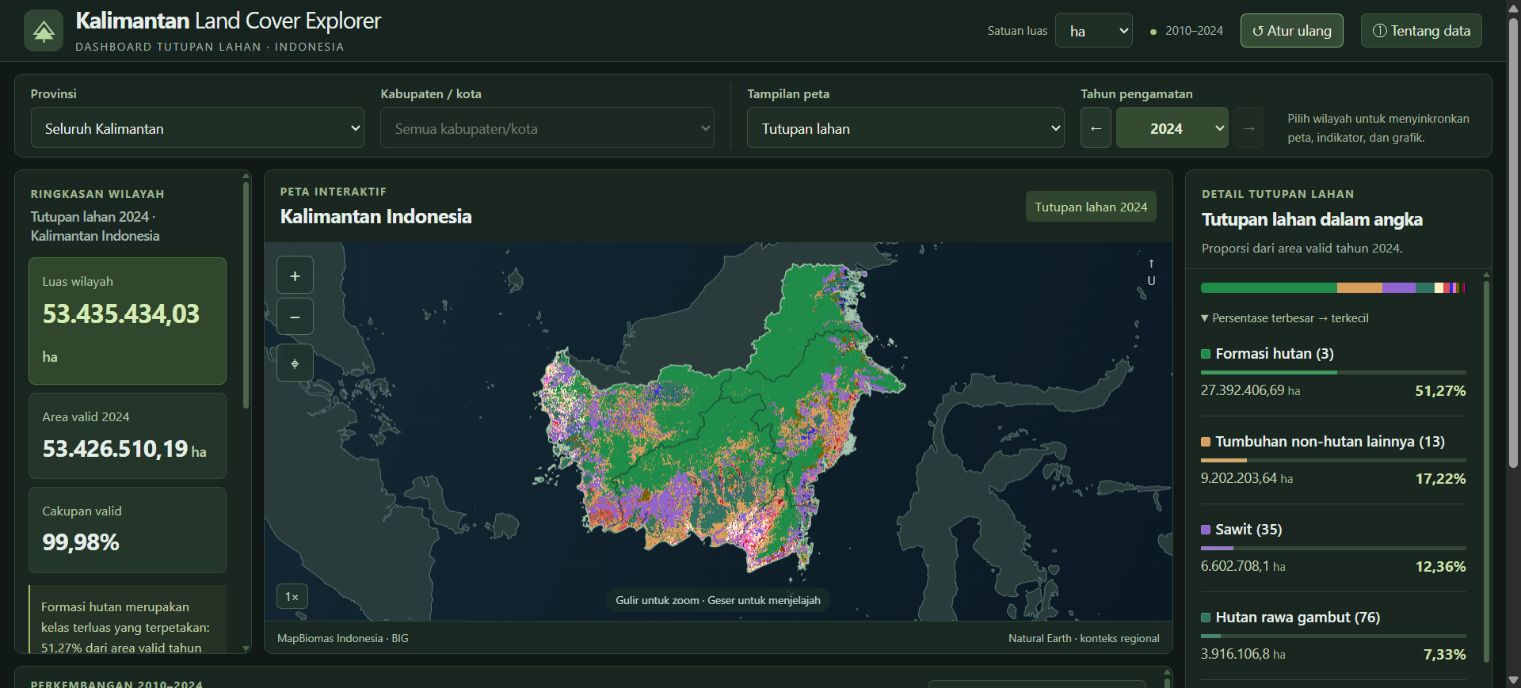 Kalimantan Land Cover Explorer
DASHBOARD TUTUPAN LAHAN · INDONESIA
Satuan luas
ha
2010–2024
↺ Atur ulang
ⓘ Tentang data
Provinsi
Seluruh Kalimantan
Kabupaten / kota
Semua kabupaten/kota
Tampilan peta
Tutupan lahan
Tahun pengamatan
←
2024
→
Pilih wilayah untuk menyinkronkan
peta, indikator, dan grafik.
RINGKASAN WILAYAH
Tutupan lahan 2024 ·
Kalimantan Indonesia
Luas wilayah
53.435.434,03
ha
Area valid 2024
53.426.510,19 ha
Cakupan valid
99,98%
Formasi hutan merupakan
kelas terluas yang terpetakan:
51,27% dari area valid tahun
PETA INTERAKTIF
Kalimantan Indonesia
Tutupan lahan 2024
+
−
⌖
↑
U
1×
Gulir untuk zoom · Geser untuk menjelajah
MapBiomas Indonesia · BIG
Natural Earth · konteks regional
DETAIL TUTUPAN LAHAN
Tutupan lahan dalam angka
Proporsi dari area valid tahun 2024.
▼ Persentase terbesar → terkecil
Formasi hutan (3)
27.392.406,69 ha
51,27%
Tumbuhan non-hutan lainnya (13)
9.202.203,64 ha
17,22%
Sawit (35)
6.602.708,1 ha
12,36%
Hutan rawa gambut (76)
3.916.106,8 ha
7,33%
PERKEMBANGAN 2010–2024